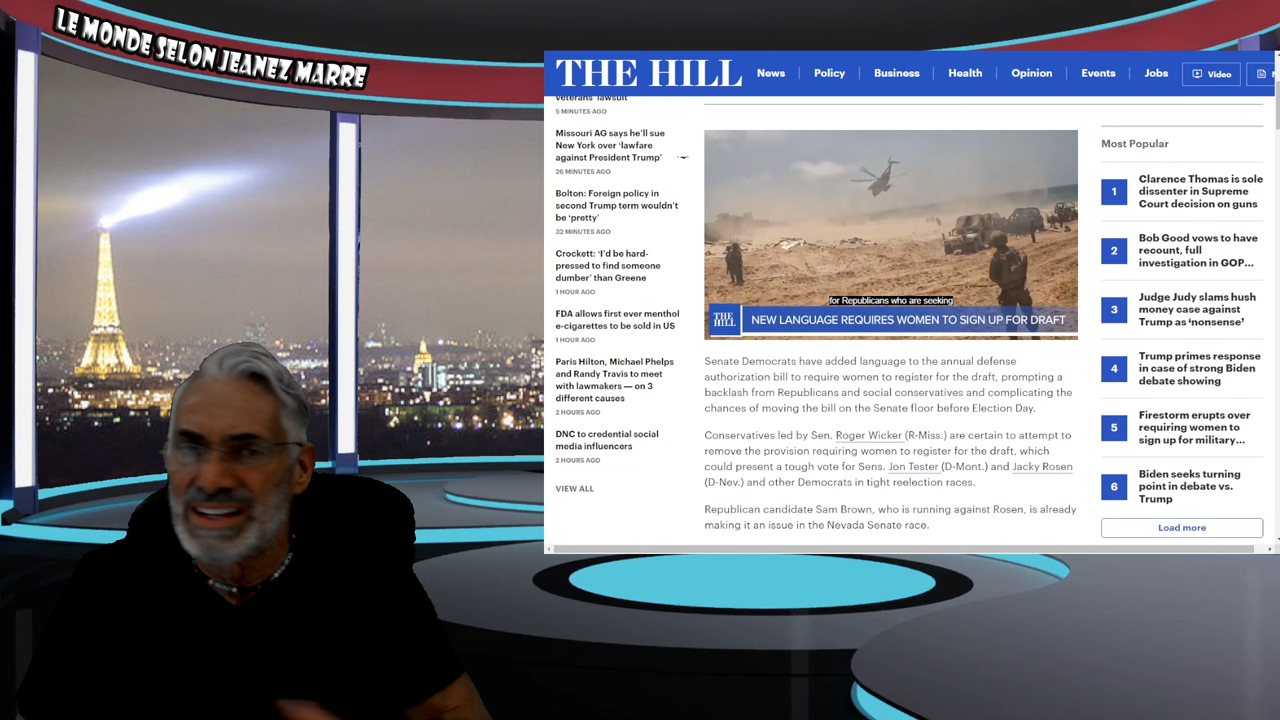 LE MONDE SELON JEANEZ MARRE
THE HILL
News
Policy
Business
Health
Opinion
Events
Jobs
Video
veterans' lawsuit
5 MINUTES AGO
Missouri AG says he'll sue
New York over 'lawfare
against President Trump'
26 MINUTES AGO
Bolton: Foreign policy in
second Trump term wouldn't
be 'pretty'
32 MINUTES AGO
Crockett: 'I'd be hard-
pressed to find someone
dumber' than Greene
1 HOUR AGO
FDA allows first ever menthol
e-cigarettes to be sold in US
1 HOUR AGO
Paris Hilton, Michael Phelps
and Randy Travis to meet
with lawmakers — on 3
different causes
2 HOURS AGO
DNC to credential social
media influencers
2 HOURS AGO
VIEW ALL
for Republicans who are seeking
THE
HILL
NEW LANGUAGE REQUIRES WOMEN TO SIGN UP FOR DRAFT
Senate Democrats have added language to the annual defense
authorization bill to require women to register for the draft, prompting a
backlash from Republicans and social conservatives and complicating the
chances of moving the bill on the Senate floor before Election Day.
Conservatives led by Sen. Roger Wicker (R-Miss.) are certain to attempt to
remove the provision requiring women to register for the draft, which
could present a tough vote for Sens. Jon Tester (D-Mont.) and Jacky Rosen
(D-Nev.) and other Democrats in tight reelection races.
Republican candidate Sam Brown, who is running against Rosen, is already
making it an issue in the Nevada Senate race.
Most Popular
1
Clarence Thomas is sole
dissenter in Supreme
Court decision on guns
2
Bob Good vows to have
recount, full
investigation in GOP...
3
Judge Judy slams hush
money case against
Trump as 'nonsense'
4
Trump primes response
in case of strong Biden
debate showing
5
Firestorm erupts over
requiring women to
sign up for military...
6
Biden seeks turning
point in debate vs.
Trump
Load more